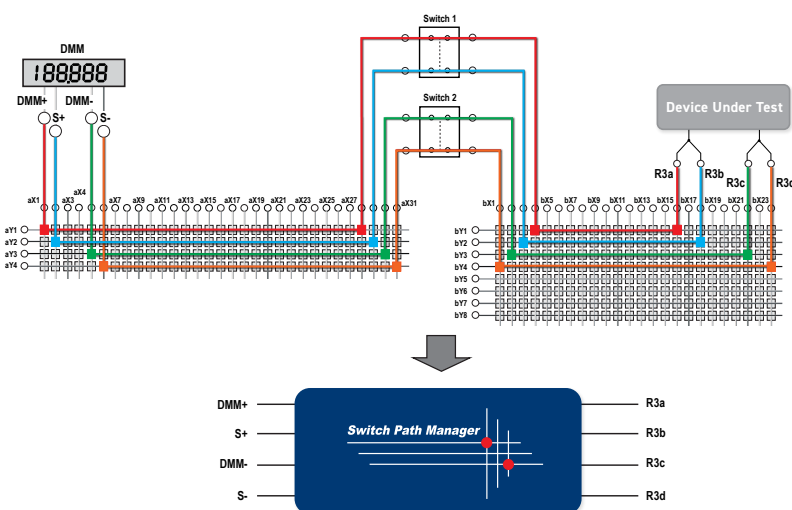 Switch 1
DMM
188.888
DMM+ DMM-
S+ S-
Switch 2
Device Under Test
R3a R3b R3c R3d
aX1 aX3 aX4 aX7 aX9 aX11 aX13 aX15 aX17 aX19 aX21 aX23 aX25 aX27 aX31
bX1 bX5 bX7 bX9 bX11 bX13 bX15 bX17 bX19 bX21 bX23
aY1
aY2
aY3
aY4
bY1
bY2
bY3
bY4
bY5
bY6
bY7
bY8
DMM+ R3a
S+ Switch Path Manager R3b
DMM- R3c
S- R3d